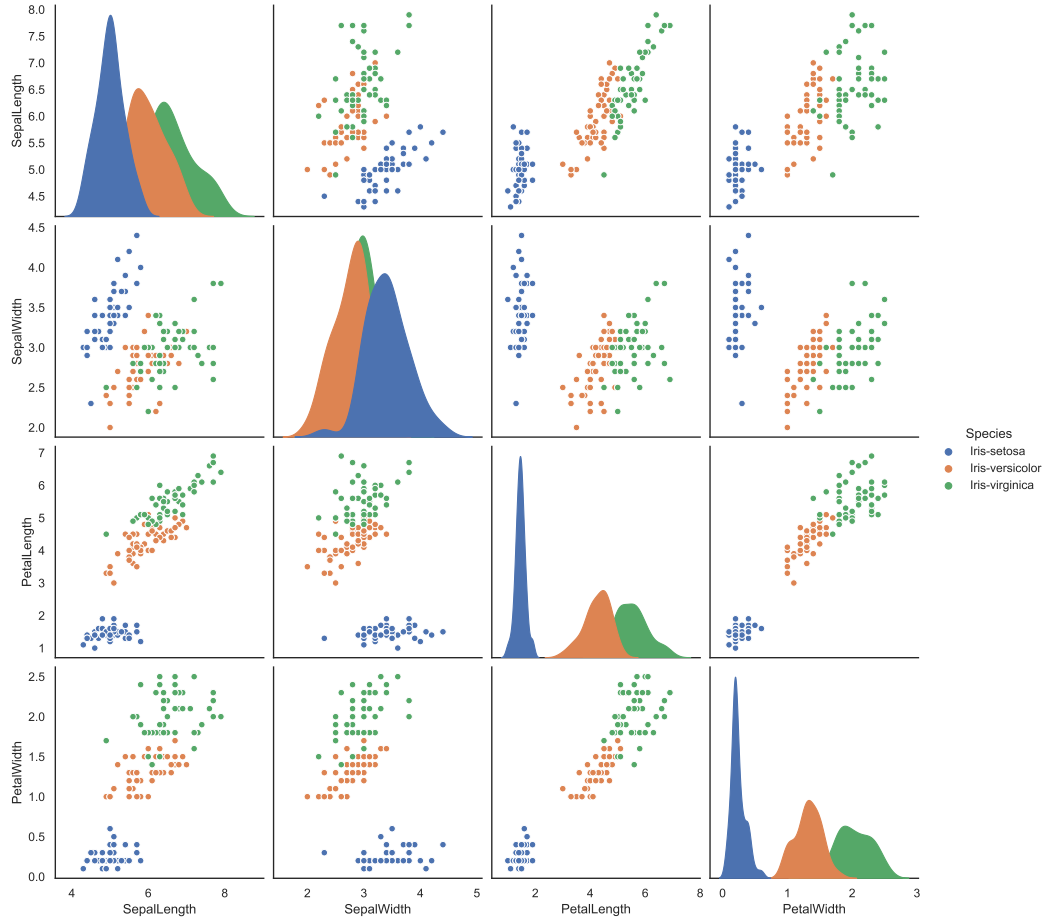 8.0
7.5
7.0
6.5
6.0
5.5
5.0
4.5
SepalLength
4.5
4.0
3.5
3.0
2.5
2.0
SepalWidth
Species
Iris-setosa
Iris-versicolor
Iris-virginica
7
6
5
4
3
2
1
PetalLength
2.5
2.0
1.5
1.0
0.5
0.0
PetalWidth
4 6 8 2 3 4 5 2 4 6 8 0 1 2 3
SepalLength SepalWidth PetalLength PetalWidth